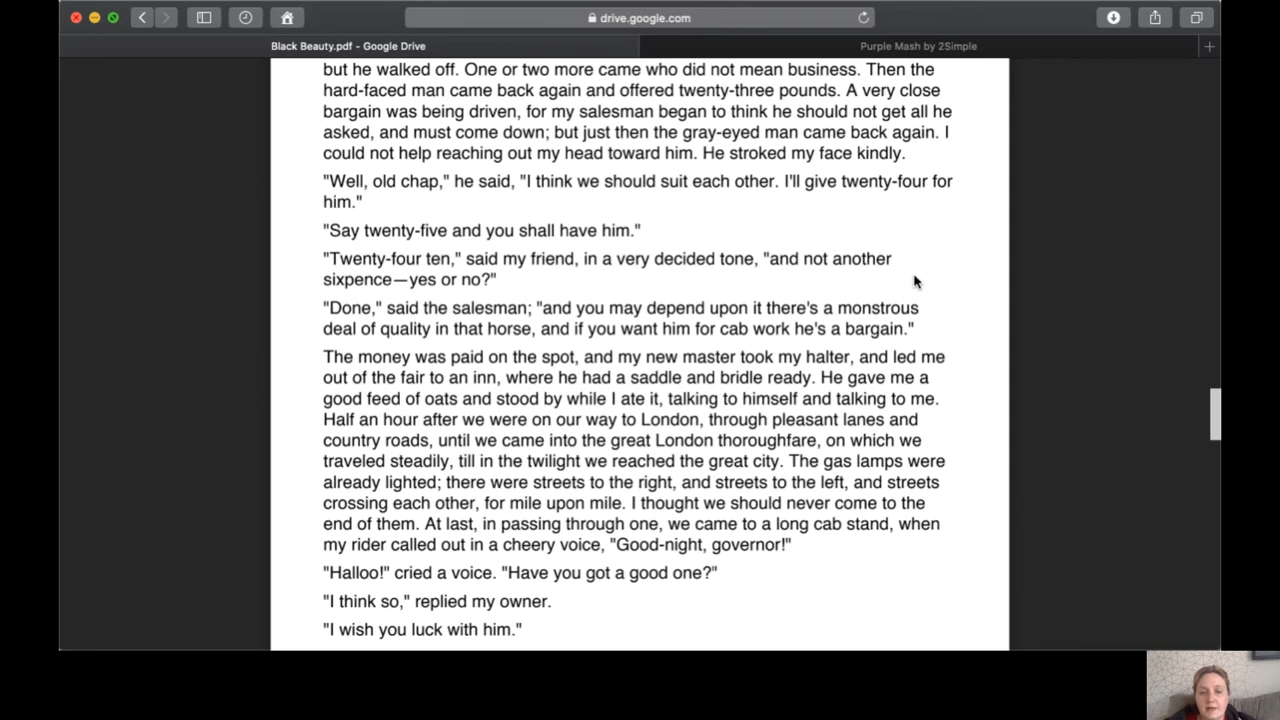 drive.google.com
Black Beauty.pdf - Google Drive
Purple Mash by 2Simple
but he walked off. One or two more came who did not mean business. Then the
hard-faced man came back again and offered twenty-three pounds. A very close
bargain was being driven, for my salesman began to think he should not get all he
asked, and must come down; but just then the gray-eyed man came back again. I
could not help reaching out my head toward him. He stroked my face kindly.
"Well, old chap," he said, "I think we should suit each other. I'll give twenty-four for
him."
"Say twenty-five and you shall have him."
"Twenty-four ten," said my friend, in a very decided tone, "and not another
sixpence—yes or no?"
"Done," said the salesman; "and you may depend upon it there's a monstrous
deal of quality in that horse, and if you want him for cab work he's a bargain."
The money was paid on the spot, and my new master took my halter, and led me
out of the fair to an inn, where he had a saddle and bridle ready. He gave me a
good feed of oats and stood by while I ate it, talking to himself and talking to me.
Half an hour after we were on our way to London, through pleasant lanes and
country roads, until we came into the great London thoroughfare, on which we
traveled steadily, till in the twilight we reached the great city. The gas lamps were
already lighted; there were streets to the right, and streets to the left, and streets
crossing each other, for mile upon mile. I thought we should never come to the
end of them. At last, in passing through one, we came to a long cab stand, when
my rider called out in a cheery voice, "Good-night, governor!"
"Halloo!" cried a voice. "Have you got a good one?"
"I think so," replied my owner.
"I wish you luck with him."